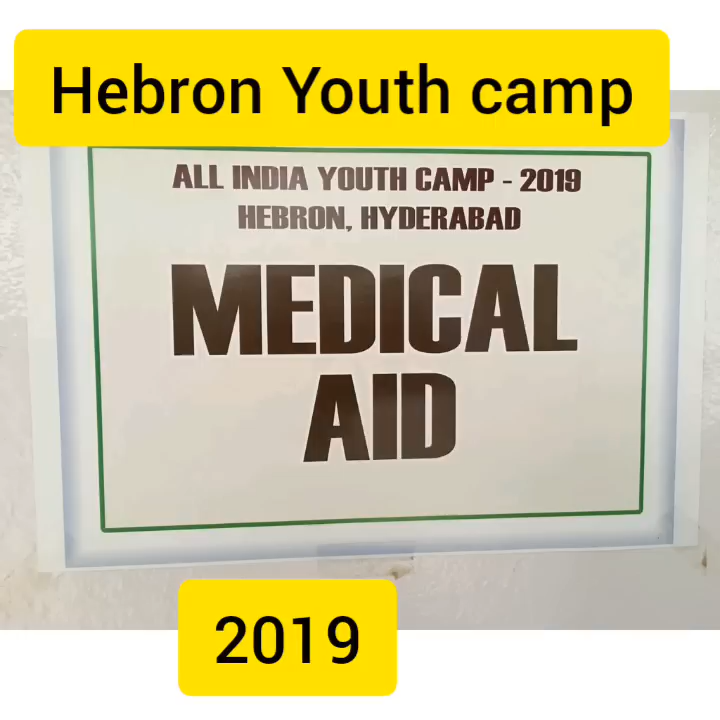 Hebron Youth camp
ALL INDIA YOUTH CAMP - 2019
HEBRON, HYDERABAD
MEDICAL
AID
2019